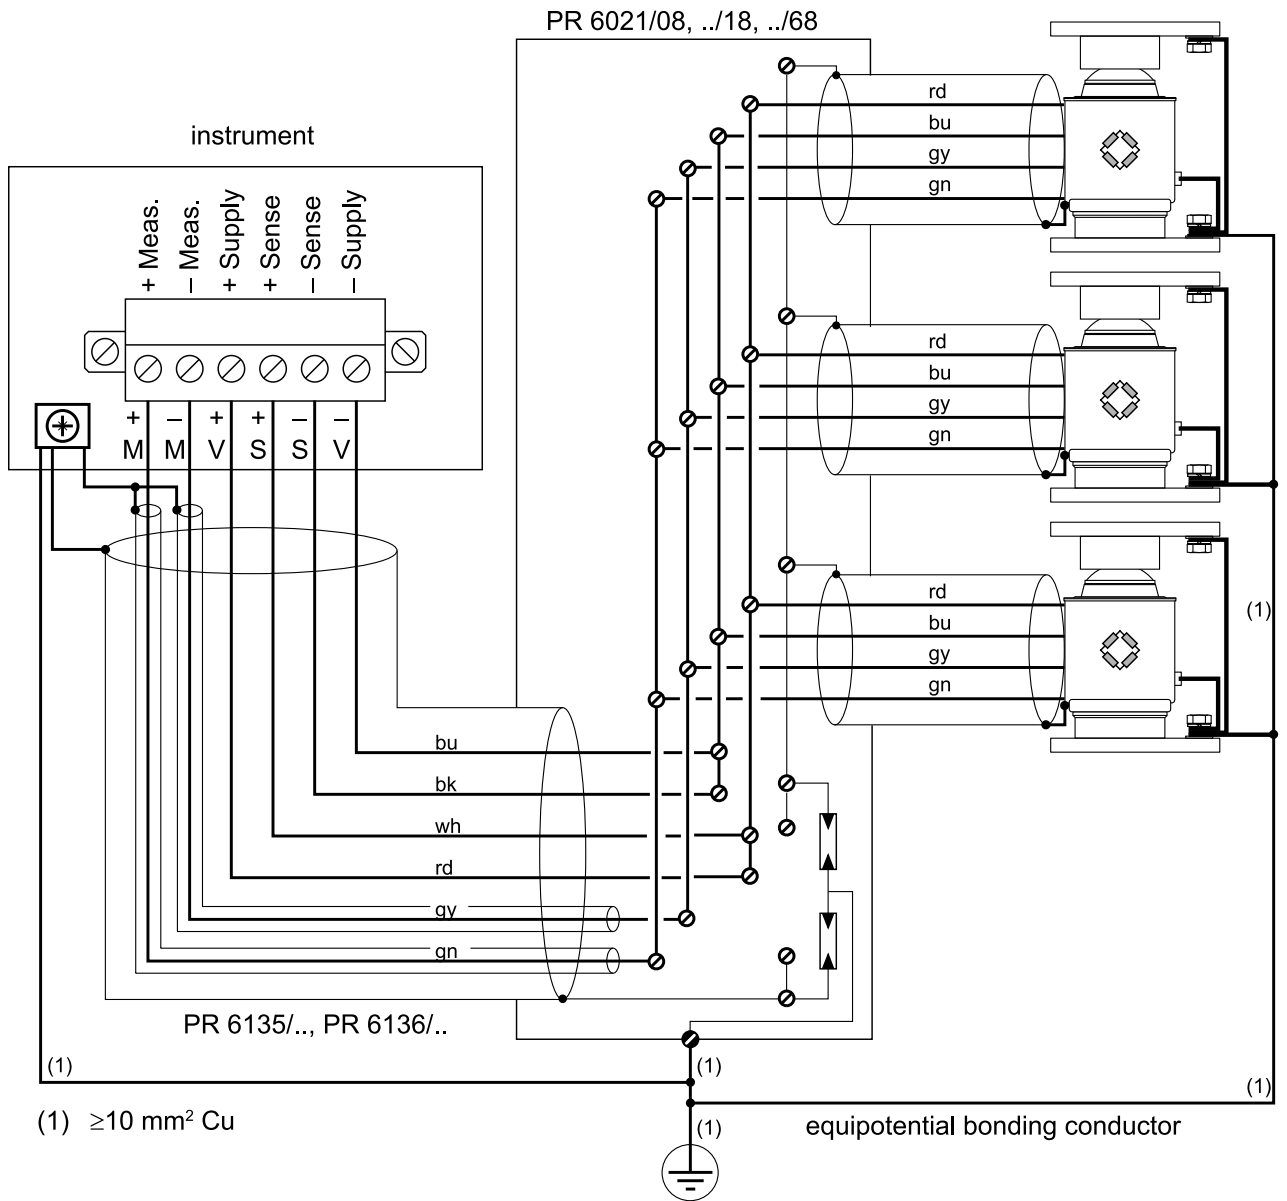 PR 6021/08, ../18, ../68
instrument
+ Meas.
– Meas.
+ Supply
+ Sense
– Sense
– Supply
+ – + + – –
M M V S S V
rd
bu
gy
gn
rd
bu
gy
gn
rd
bu
gy
gn
(1)
bu
bk
wh
rd
gy
gn
PR 6135/.., PR 6136/..
(1)
(1)
(1)
(1) ≥10 mm² Cu
(1)
equipotential bonding conductor